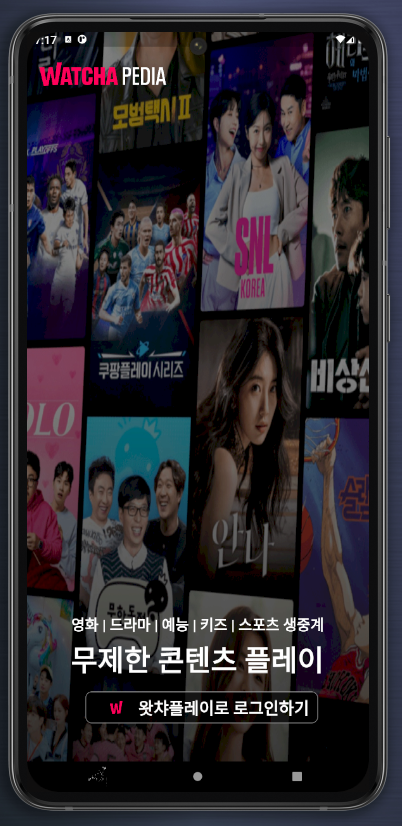 7:17
WATCHA PEDIA
모범택시 II
SNL
KOREA
쿠팡플레이 시리즈
비상선
OLO
안나
영화 | 드라마 | 예능 | 키즈 | 스포츠 생중계
무제한 콘텐츠 플레이
W 왓챠플레이로 로그인하기